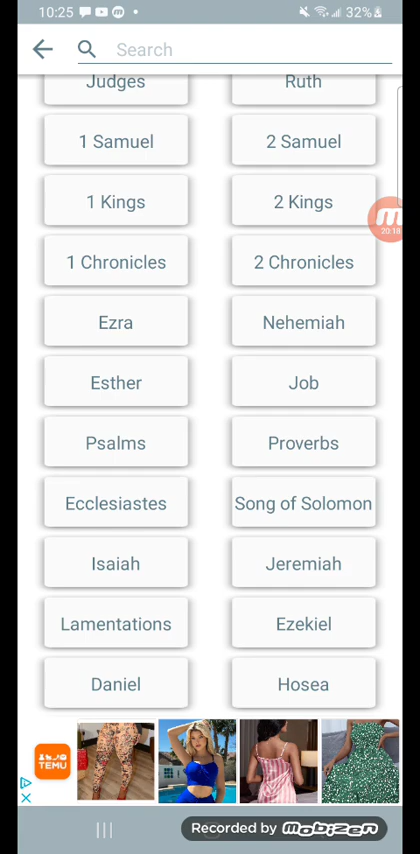 10:25 32%
Search
Judges Ruth
1 Samuel 2 Samuel
1 Kings 2 Kings
20:18
1 Chronicles 2 Chronicles
Ezra Nehemiah
Esther Job
Psalms Proverbs
Ecclesiastes Song of Solomon
Isaiah Jeremiah
Lamentations Ezekiel
Daniel Hosea
TEMU
Recorded by mobizen